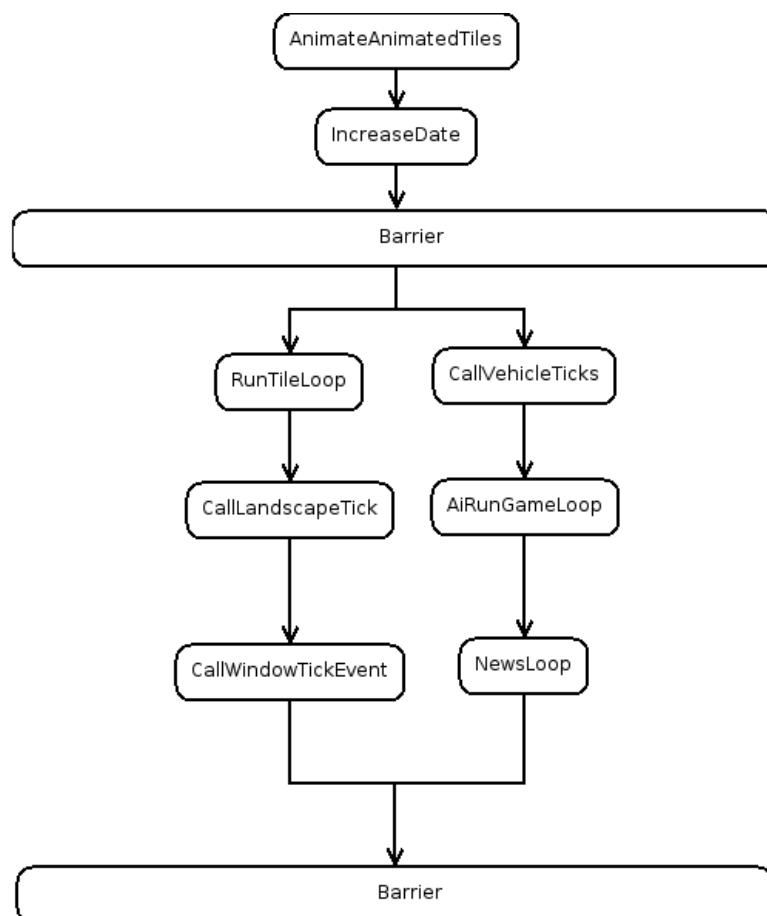 AnimateAnimatedTiles
IncreaseDate
Barrier
RunTileLoop
CallVehicleTicks
CallLandscapeTick
AiRunGameLoop
CallWindowTickEvent
NewsLoop
Barrier